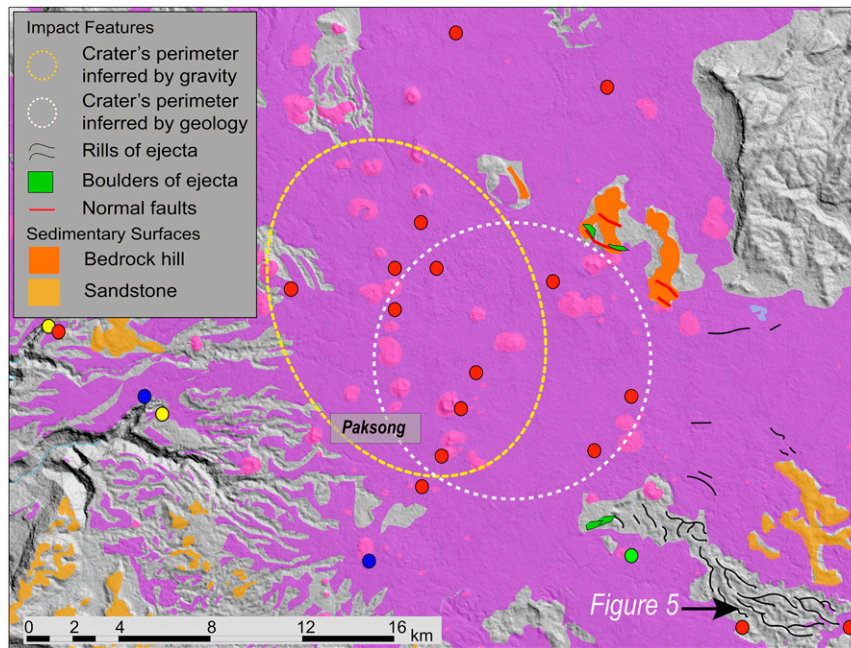 Impact Features
Crater's perimeter
inferred by gravity
Crater's perimeter
inferred by geology
Rills of ejecta
Boulders of ejecta
Normal faults
Sedimentary Surfaces
Bedrock hill
Sandstone
Paksong
Figure 5
0 1 2 4 8 12 16
km